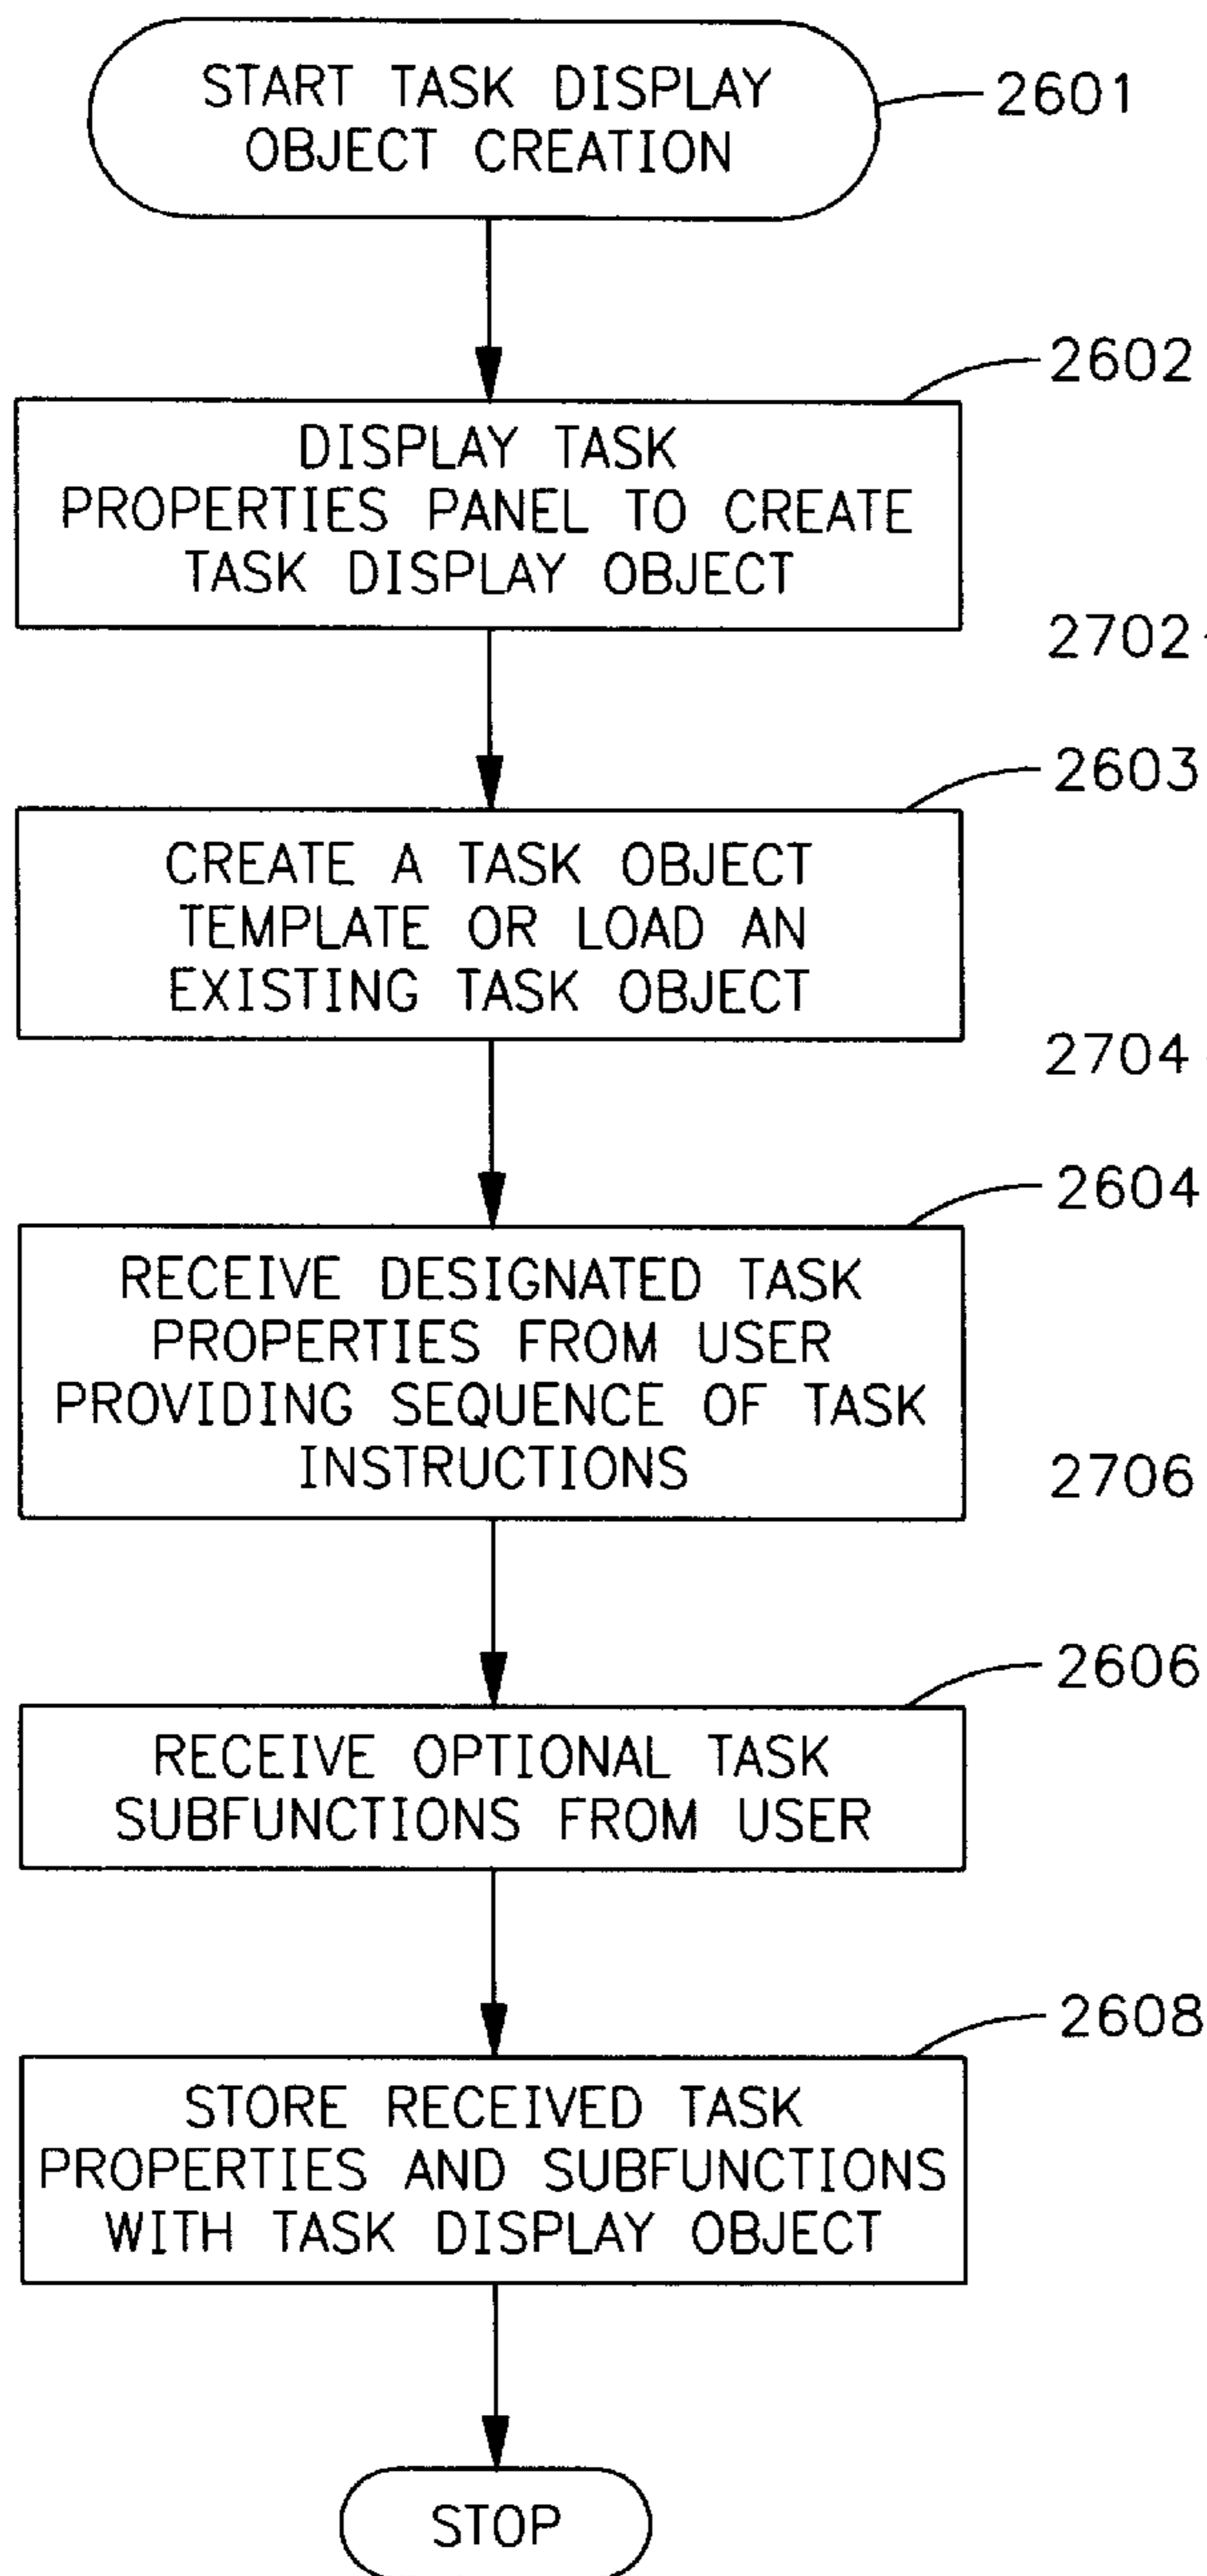 START TASK DISPLAY
OBJECT CREATION
2601
2602
DISPLAY TASK
PROPERTIES PANEL TO CREATE
TASK DISPLAY OBJECT
2702
2603
CREATE A TASK OBJECT
TEMPLATE OR LOAD AN
EXISTING TASK OBJECT
2704
2604
RECEIVE DESIGNATED TASK
PROPERTIES FROM USER
PROVIDING SEQUENCE OF TASK
INSTRUCTIONS
2706
2606
RECEIVE OPTIONAL TASK
SUBFUNCTIONS FROM USER
2608
STORE RECEIVED TASK
PROPERTIES AND SUBFUNCTIONS
WITH TASK DISPLAY OBJECT
STOP